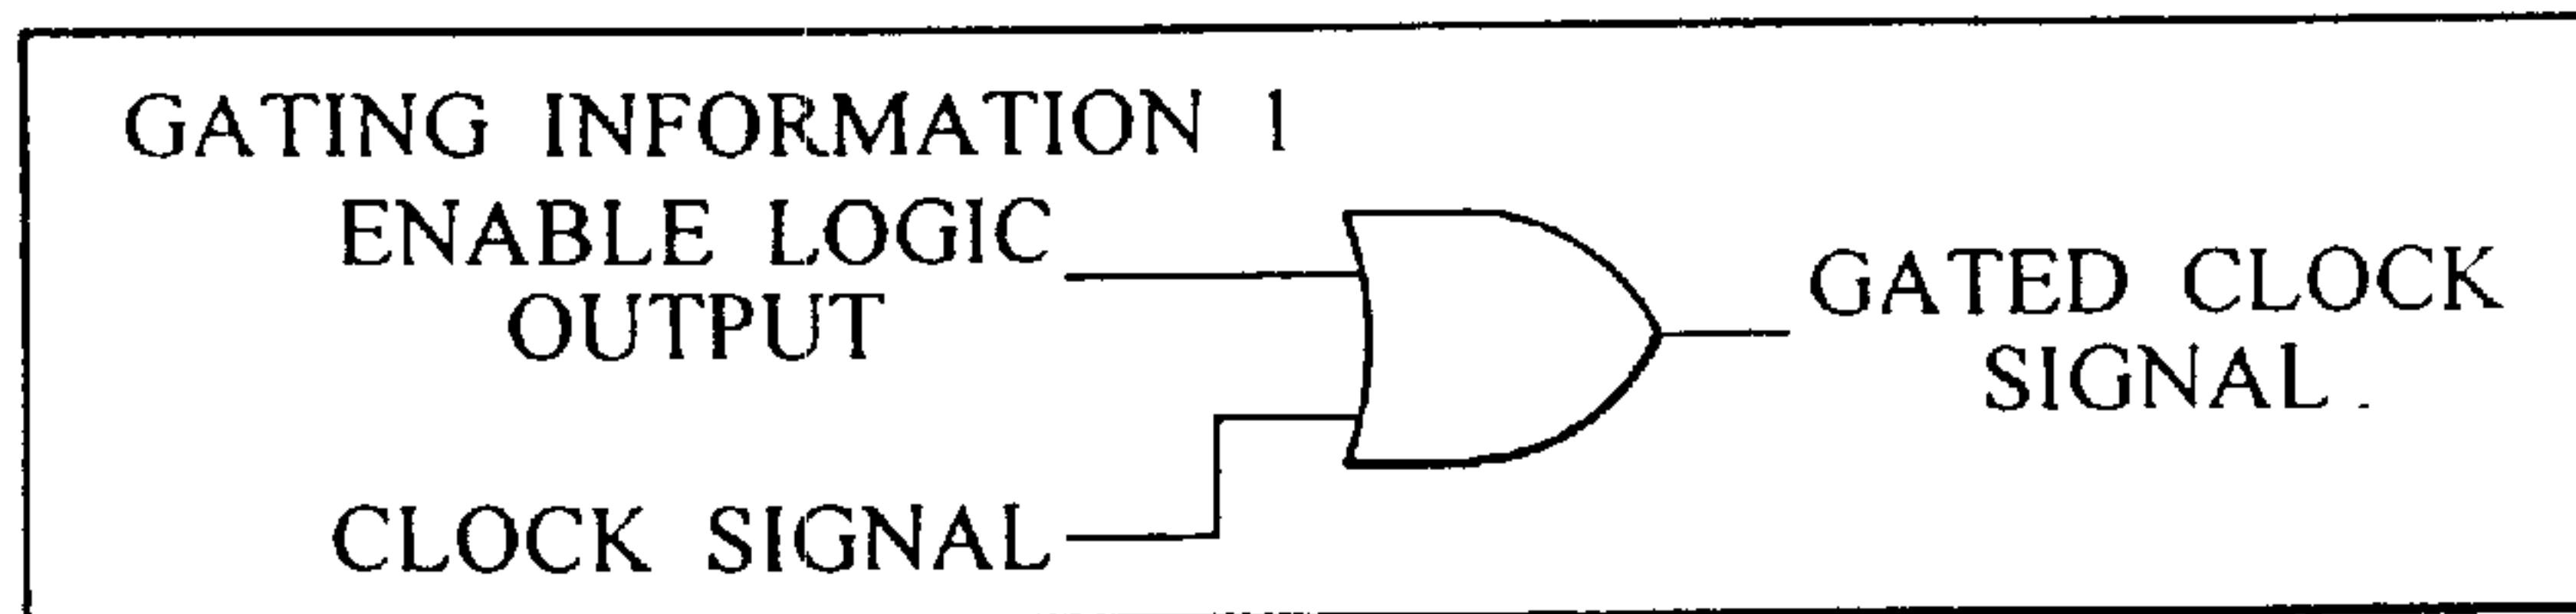 GATING INFORMATION 1
ENABLE LOGIC
OUTPUT
CLOCK SIGNAL
GATED CLOCK
SIGNAL.